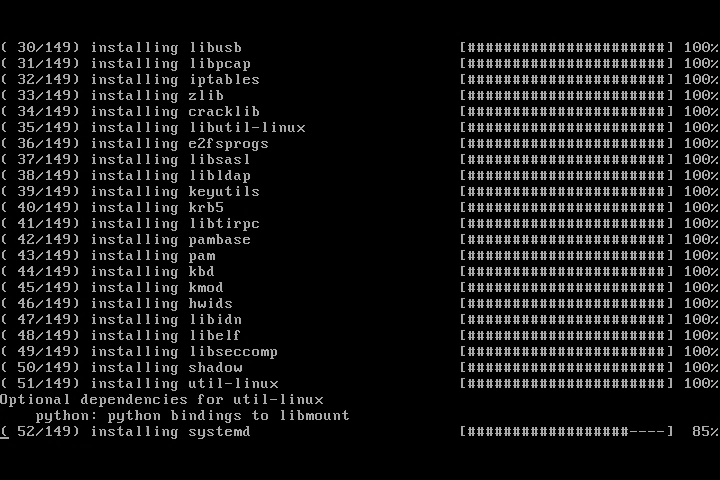 ( 30/149) installing libusb [######################] 100%
( 31/149) installing libpcap [######################] 100%
( 32/149) installing iptables [######################] 100%
( 33/149) installing zlib [######################] 100%
( 34/149) installing cracklib [######################] 100%
( 35/149) installing libutil-linux [######################] 100%
( 36/149) installing e2fsprogs [######################] 100%
( 37/149) installing libsasl [######################] 100%
( 38/149) installing libldap [######################] 100%
( 39/149) installing keyutils [######################] 100%
( 40/149) installing krb5 [######################] 100%
( 41/149) installing libtirpc [######################] 100%
( 42/149) installing pambase [######################] 100%
( 43/149) installing pam [######################] 100%
( 44/149) installing kbd [######################] 100%
( 45/149) installing kmod [######################] 100%
( 46/149) installing hwids [######################] 100%
( 47/149) installing libidn [######################] 100%
( 48/149) installing libelf [######################] 100%
( 49/149) installing libseccomp [######################] 100%
( 50/149) installing shadow [######################] 100%
( 51/149) installing util-linux [######################] 100%
Optional dependencies for util-linux
    python: python bindings to libmount
( 52/149) installing systemd [##################----] 85%